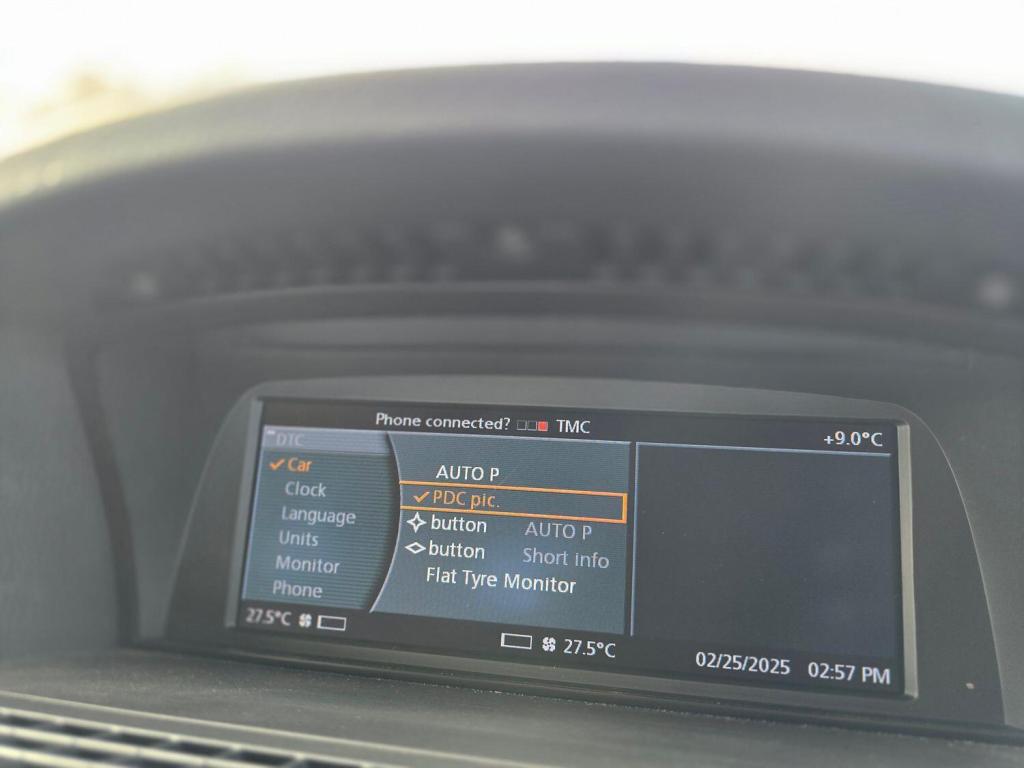 Phone connected? TMC
+9.0°C
DTC
Car
Clock
Language
Units
Monitor
Phone
AUTO P
PDC pic.
button AUTO P
button Short info
Flat Tyre Monitor
27.5°C
27.5°C
02/25/2025 02:57 PM